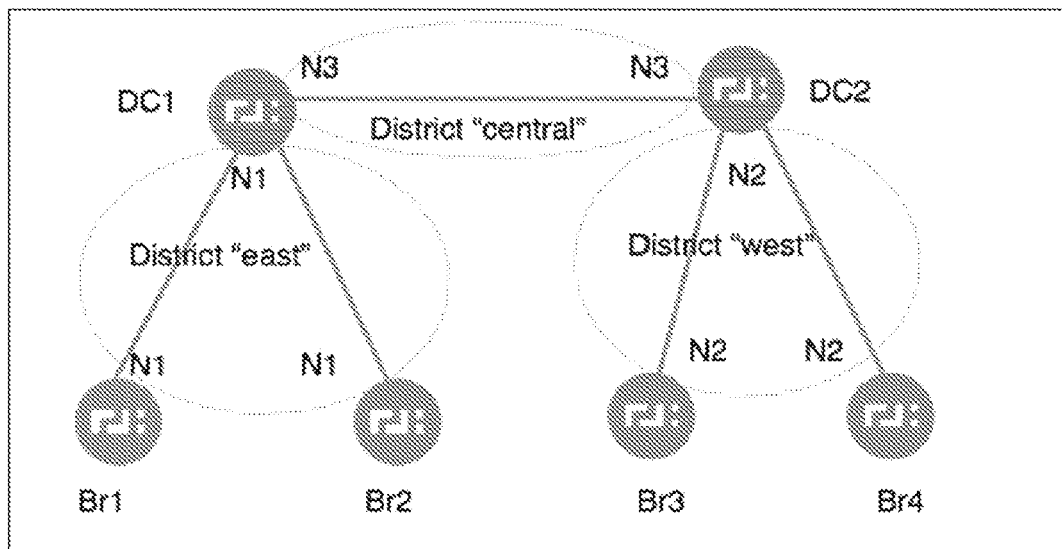 N3
N3
DC1
DC2
District "central"
N1
N2
District "east"
District "west"
N1
N1
N2
N2
Br1
Br2
Br3
Br4